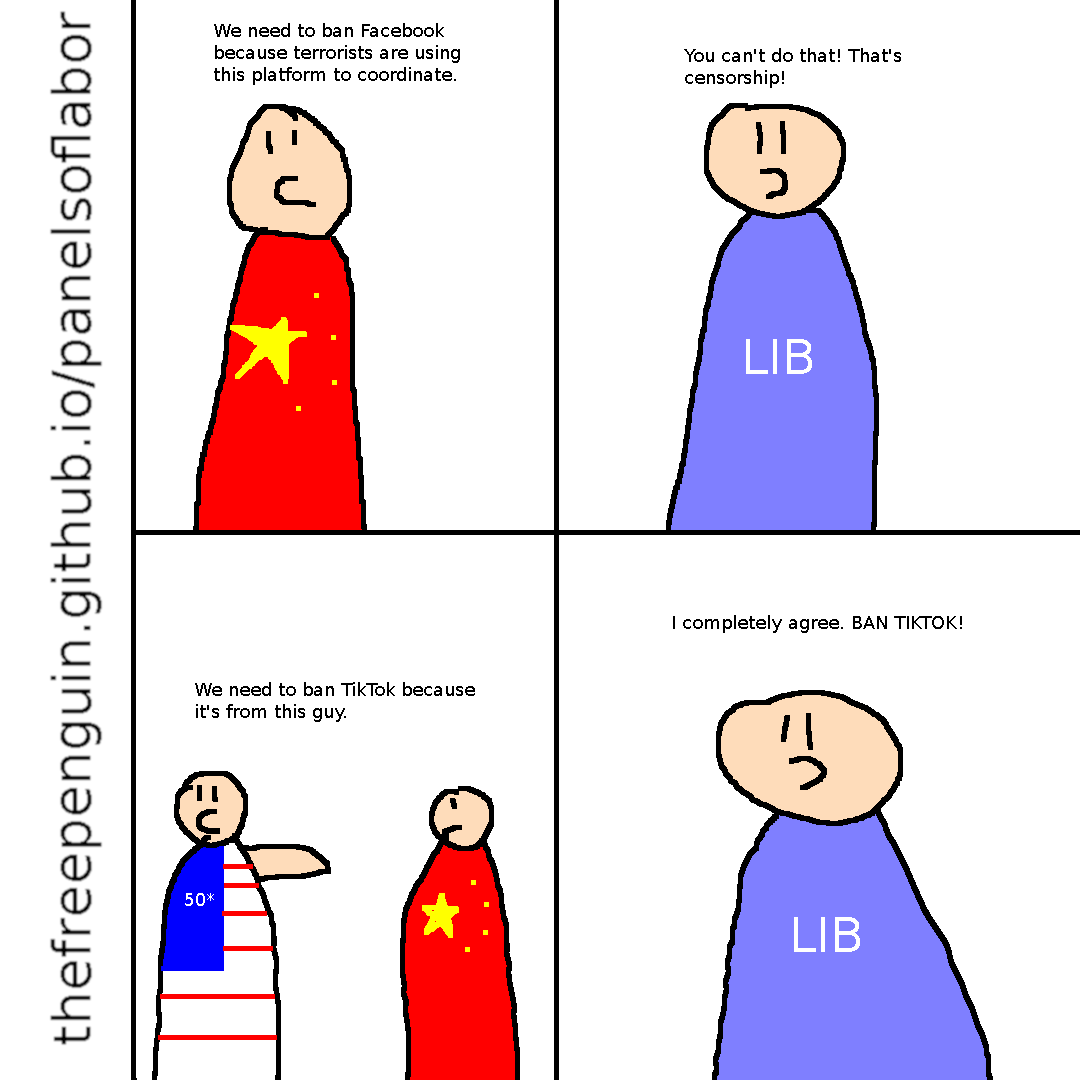 thefreepenguin.github.io/panelsoflabor
We need to ban Facebook
because terrorists are using
this platform to coordinate.
You can't do that! That's
censorship!
LIB
We need to ban TikTok because
it's from this guy.
50*
I completely agree. BAN TIKTOK!
LIB